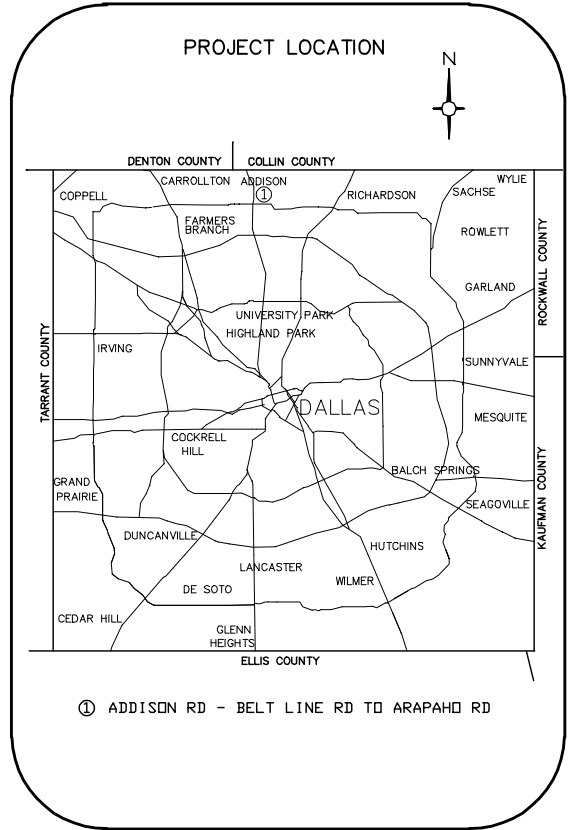 PROJECT LOCATION
N
DENTON COUNTY
COLLIN COUNTY
CARROLLTON
ADDISON
1
COPPELL
RICHARDSON
SACHSE
WYLIE
FARMERS
BRANCH
ROWLETT
ROCKWALL COUNTY
GARLAND
UNIVERSITY PARK
HIGHLAND PARK
TARRANT COUNTY
IRVING
SUNNYVALE
DALLAS
MESQUITE
COCKRELL
HILL
BALCH SPRINGS
KAUFMAN COUNTY
GRAND
PRAIRIE
SEAGOVILLE
DUNCANVILLE
HUTCHINS
LANCASTER
WILMER
DE SOTO
CEDAR HILL
GLENN
HEIGHTS
ELLIS COUNTY
1 ADDISON RD - BELT LINE RD TO ARAPAHO RD